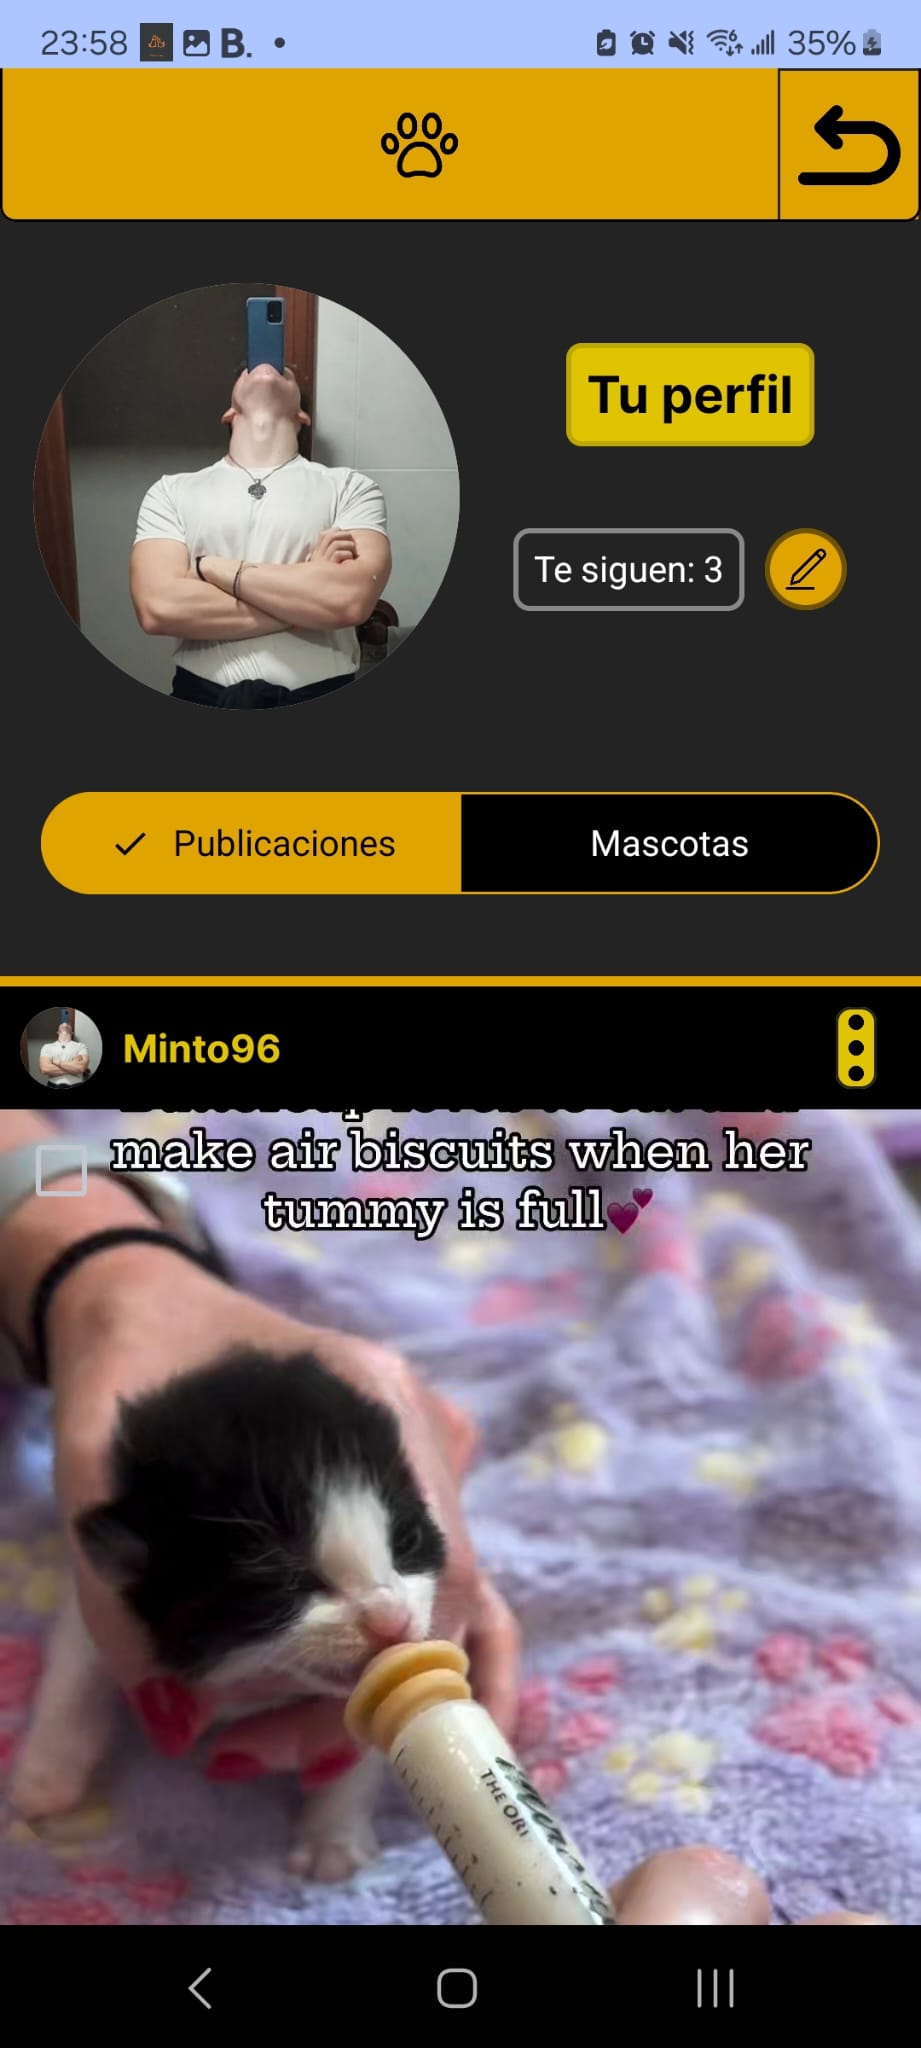 23:58 B. 35%
Tu perfil
Te siguen: 3
Publicaciones
Mascotas
Minto96
make air biscuits when her
tummy is full💕
THE ORI